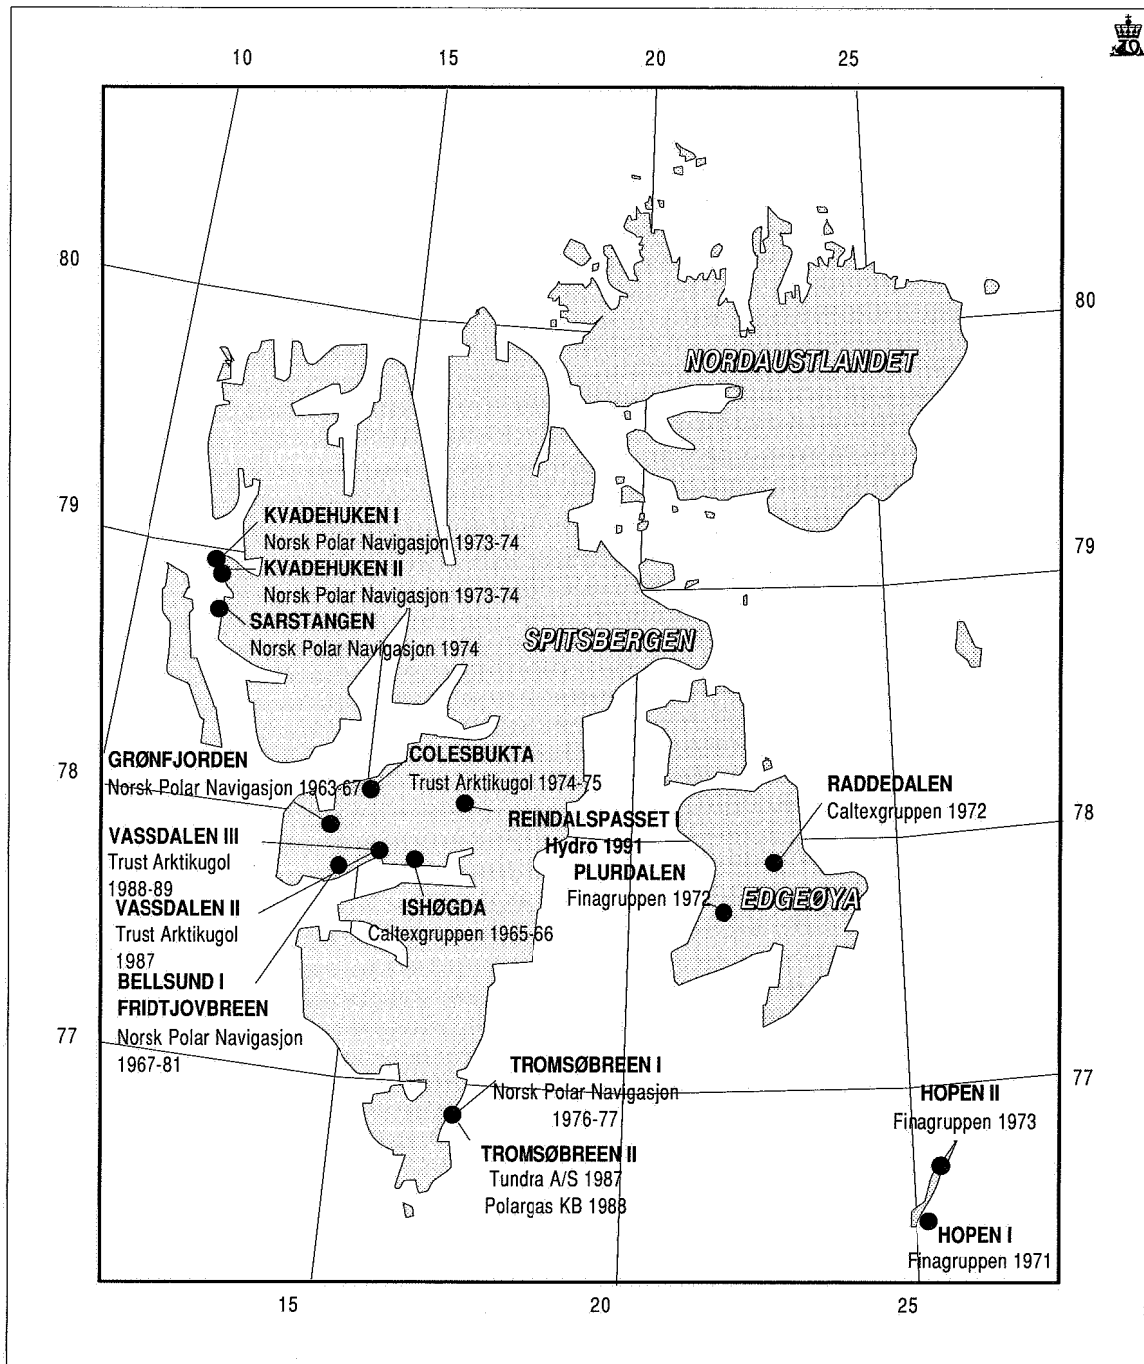 10 15 20 25
80
80
NORDAUSTLANDET
79
79
KVADEHUKEN I
Norsk Polar Navigasjon 1973-74
KVADEHUKEN II
Norsk Polar Navigasjon 1973-74
SARSTANGEN
Norsk Polar Navigasjon 1974
SPITSBERGEN
78
78
GRØNFJORDEN
Norsk Polar Navigasjon 1963-67
COLESBUKTA
Trust Arktikugol 1974-75
REINDALSPASSET I
Hydro 1991
RADDEDALEN
Caltexgruppen 1972
VASSDALEN III
Trust Arktikugol
1988-89
VASSDALEN II
Trust Arktikugol
1987
ISHØGDA
Caltexgruppen 1965-66
PLURDALEN
Finagruppen 1972
EDGEØYA
BELLSUND I
FRIDTJOVBREEN
Norsk Polar Navigasjon
1967-81
77
77
TROMSØBREEN I
Norsk Polar Navigasjon
1976-77
TROMSØBREEN II
Tundra A/S 1987
Polargas KB 1988
HOPEN II
Finagruppen 1973
HOPEN I
Finagruppen 1971
15 20 25